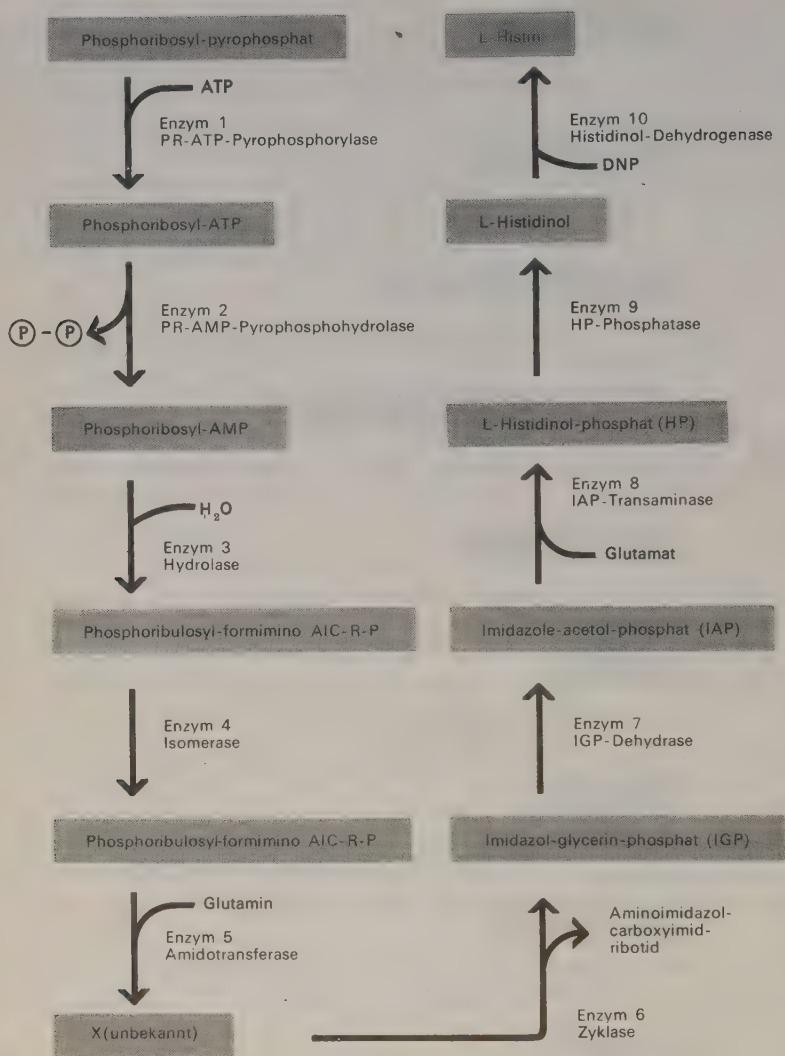 Phosphoribosyl-pyrophosphat
ATP
Enzym 1
PR-ATP-Pyrophosphorylase
Phosphoribosyl-ATP
Enzym 2
PR-AMP-Pyrophosphohydrolase
P - P
Phosphoribosyl-AMP
H₂O
Enzym 3
Hydrolase
Phosphoribulosyl-formimino AIC-R-P
Enzym 4
Isomerase
Phosphoribulosyl-formimino AIC-R-P
Glutamin
Enzym 5
Amidotransferase
X(unbekannt)
Enzym 6
Zyklase
Aminoimidazol-
carboxyimid-
ribotid
Imidazol-glycerin-phosphat (IGP)
Enzym 7
IGP-Dehydrase
Imidazole-acetol-phosphat (IAP)
Glutamat
Enzym 8
IAP-Transaminase
L-Histidinol-phosphat (HP)
Enzym 9
HP-Phosphatase
L-Histidinol
DNP
Enzym 10
Histidinol-Dehydrogenase
L-Histin